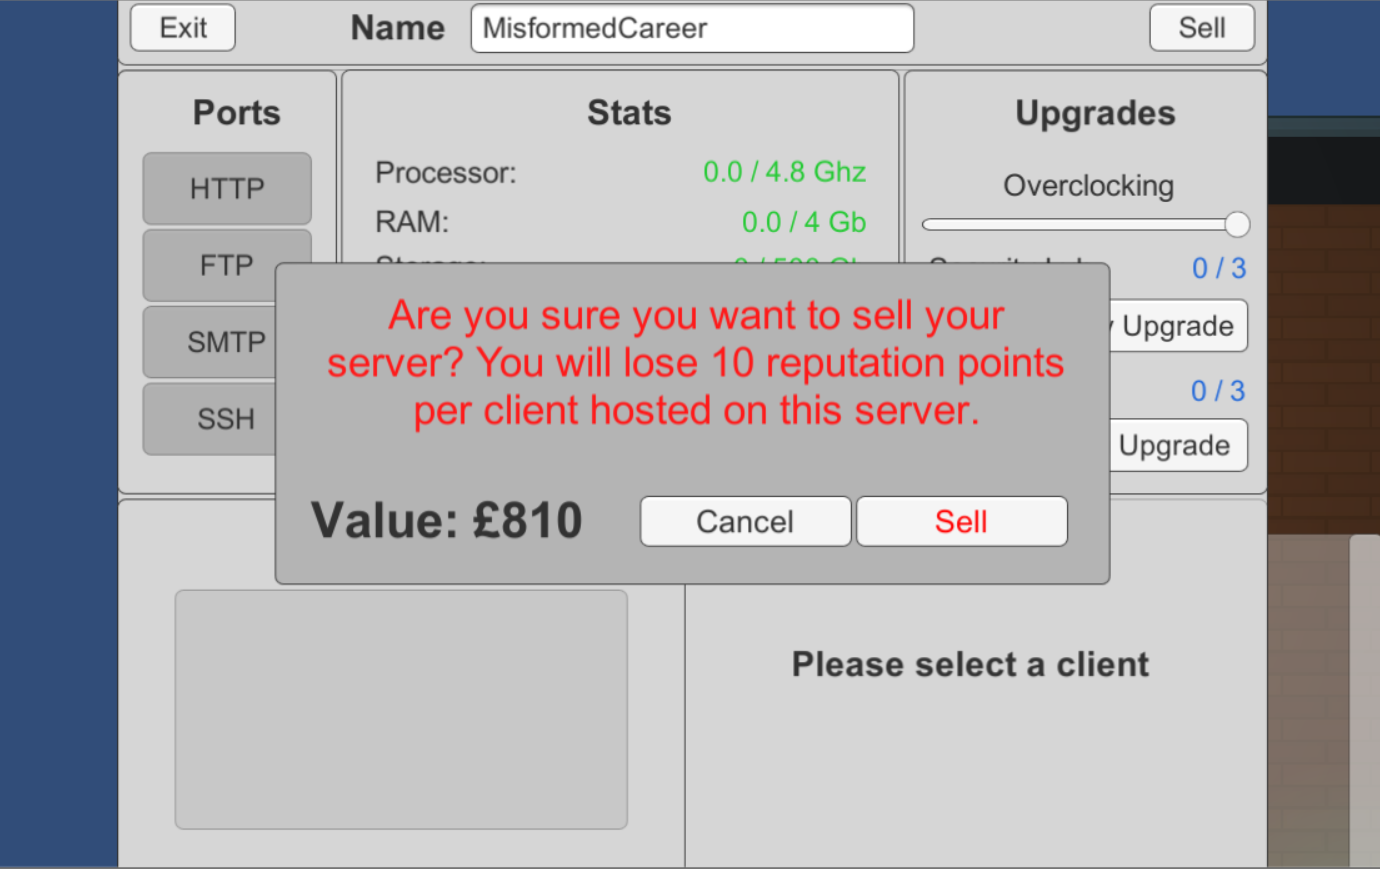 Exit
Name
MisformedCareer
Sell
Ports
HTTP
FTP
SMTP
SSH
Stats
Processor:
0.0 / 4.8 Ghz
RAM:
0.0 / 4 Gb
Upgrades
Overclocking
0 / 3
Upgrade
0 / 3
Upgrade
Are you sure you want to sell your
server? You will lose 10 reputation points
per client hosted on this server.
Value: £810
Cancel
Sell
Please select a client